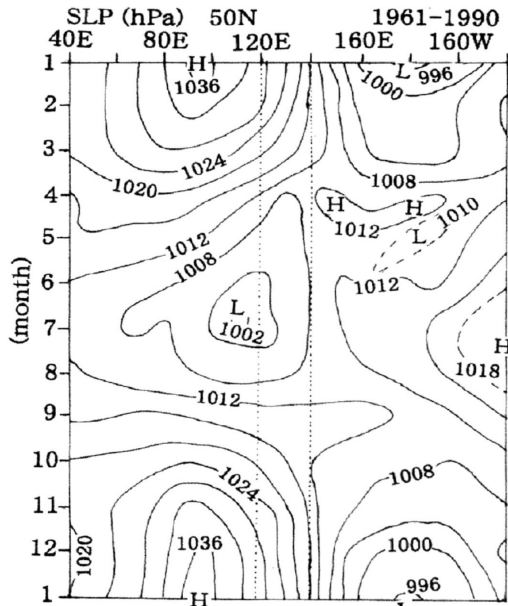 SLP (hPa) 50N 1961-1990
40E 80E 120E 160E 160W
1 H L 996
1036 1000
2
3 1024
1020 1008
4 H H 1010
1012
5 1012 L
1008
6 1012
L
7 1002 H
1018
8
1012
9
10
1024 1008
11
12 1036 1000
1020
996
1 H
(month)